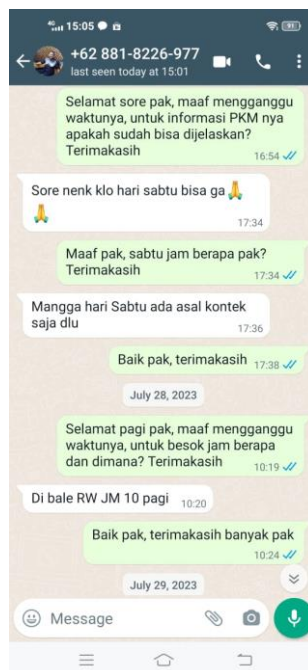 4G 15:05
91
+62 881-8226-977
last seen today at 15:01
Selamat sore pak, maaf mengganggu
waktunya, untuk informasi PKM nya
apakah sudah bisa dijelaskan?
Terimakasih
16:54
Sore nenk klo hari sabtu bisa ga🙏
🙏
17:34
Maaf pak, sabtu jam berapa pak?
Terimakasih
17:34
Mangga hari Sabtu ada asal kontek
saja dlu
17:36
Baik pak, terimakasih 17:38
July 28, 2023
Selamat pagi pak, maaf mengganggu
waktunya, untuk besok jam berapa
dan dimana? Terimakasih 10:19
Di bale RW JM 10 pagi 10:20
Baik pak, terimakasih banyak pak
10:24
July 29, 2023
Message